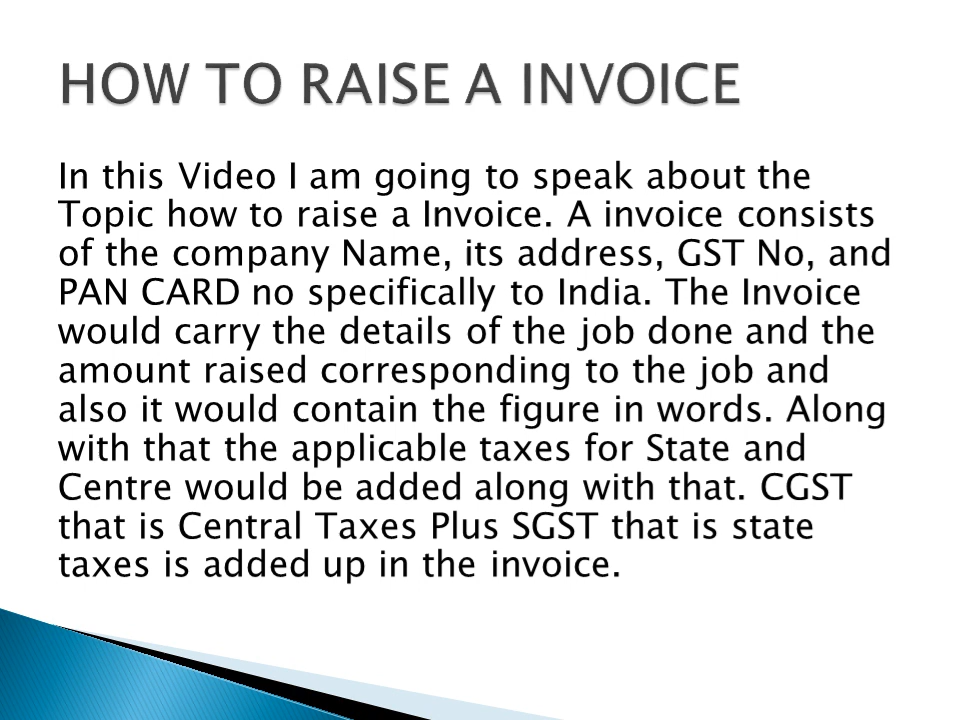 HOW TO RAISE A INVOICE
In this Video I am going to speak about the
Topic how to raise a Invoice. A invoice consists
of the company Name, its address, GST No, and
PAN CARD no specifically to India. The Invoice
would carry the details of the job done and the
amount raised corresponding to the job and
also it would contain the figure in words. Along
with that the applicable taxes for State and
Centre would be added along with that. CGST
that is Central Taxes Plus SGST that is state
taxes is added up in the invoice.